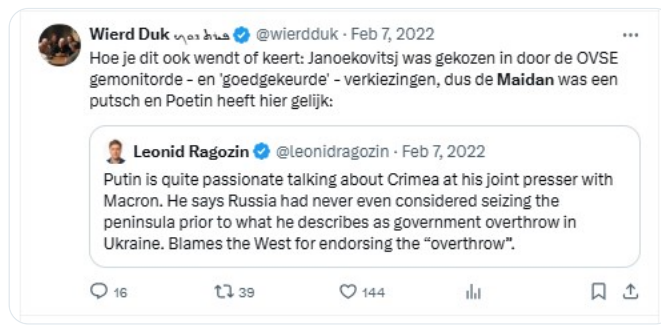 Wierd Duk @wierdduk · Feb 7, 2022
Hoe je dit ook wendt of keert: Janoekovitsj was gekozen in door de OVSE
gemonitorde - en 'goedgekeurde' - verkiezingen, dus de Maidan was een
putsch en Poetin heeft hier gelijk:
Leonid Ragozin @leonidragozin · Feb 7, 2022
Putin is quite passionate talking about Crimea at his joint presser with
Macron. He says Russia had never even considered seizing the
peninsula prior to what he describes as government overthrow in
Ukraine. Blames the West for endorsing the “overthrow”.
16 39 144